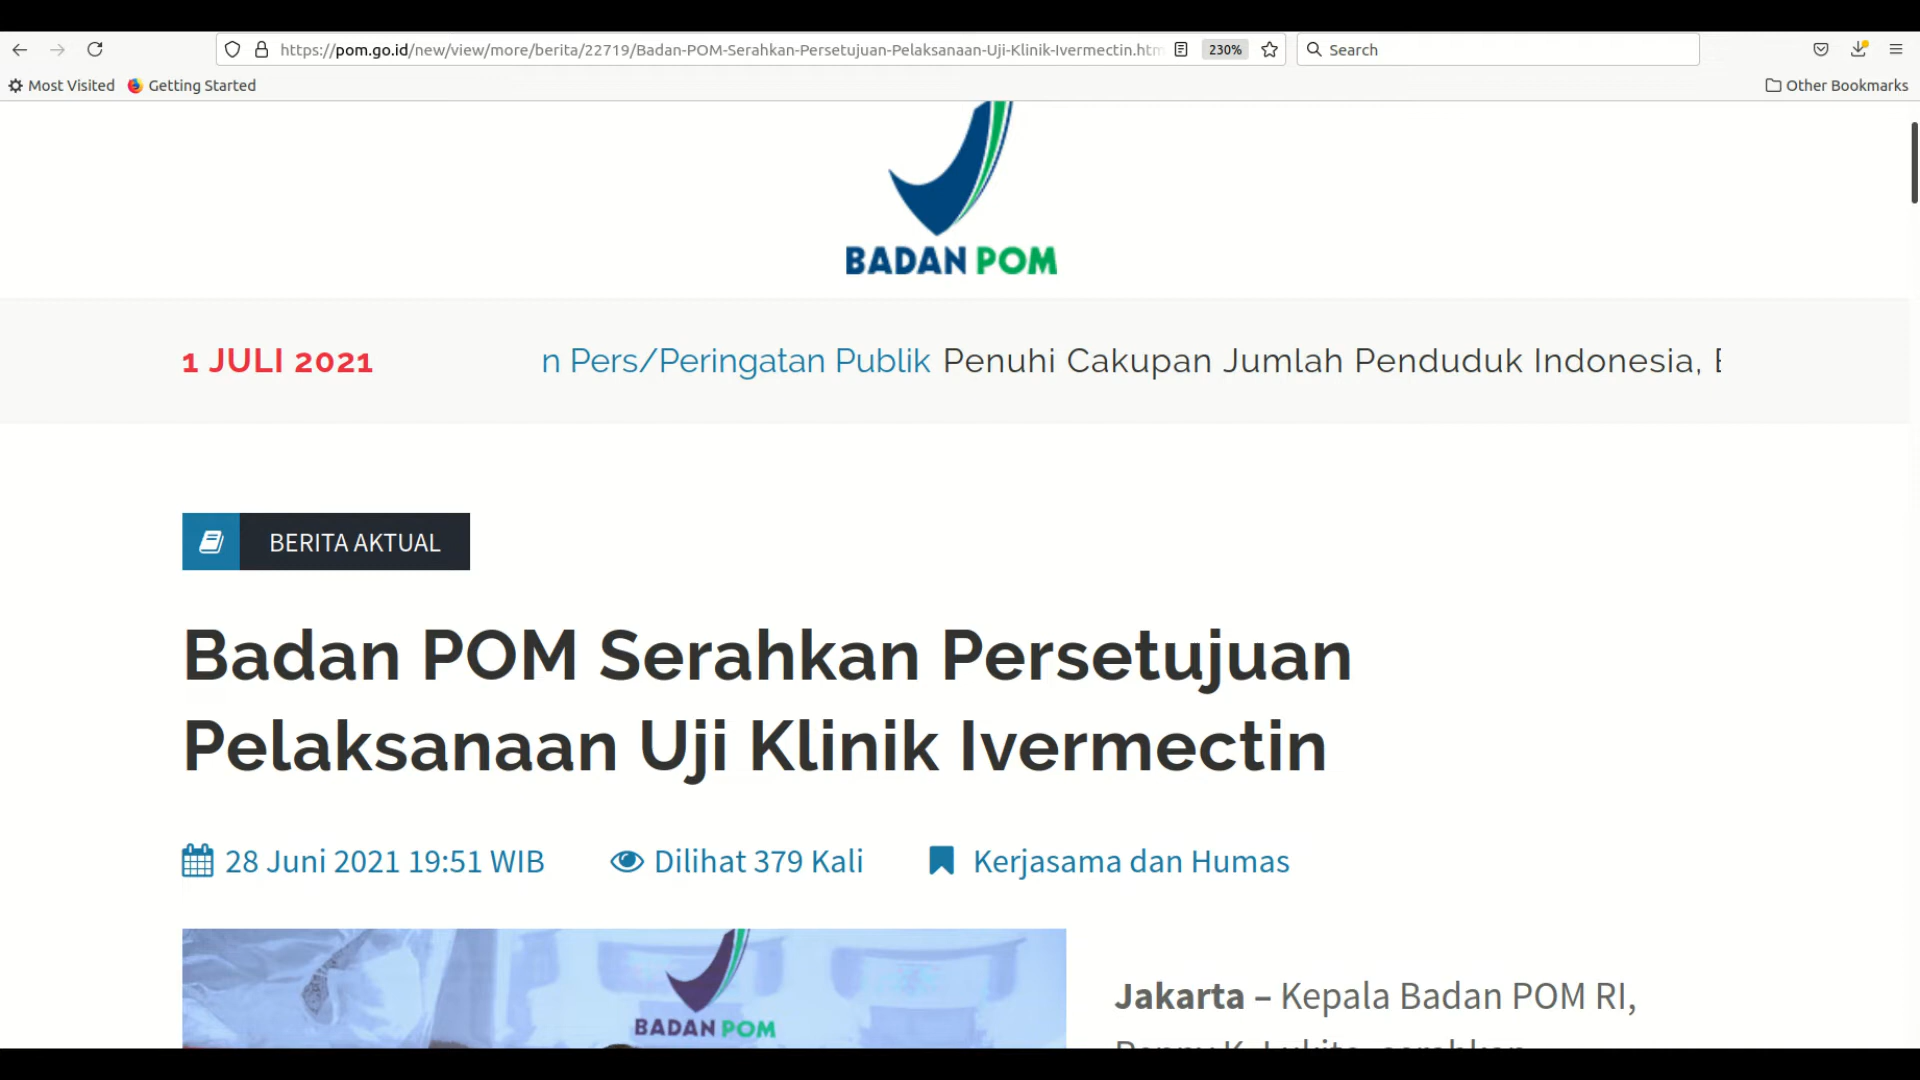 https://pom.go.id/new/view/more/berita/22719/Badan-POM-Serahkan-Persetujuan-Pelaksanaan-Uji-Klinik-Ivermectin.htm
230%
Search
Most Visited
Getting Started
Other Bookmarks
BADAN POM
1 JULI 2021
n Pers/Peringatan Publik Penuhi Cakupan Jumlah Penduduk Indonesia,
BERITA AKTUAL
Badan POM Serahkan Persetujuan
Pelaksanaan Uji Klinik Ivermectin
28 Juni 2021 19:51 WIB
Dilihat 379 Kali
Kerjasama dan Humas
BADAN POM
Jakarta – Kepala Badan POM RI,